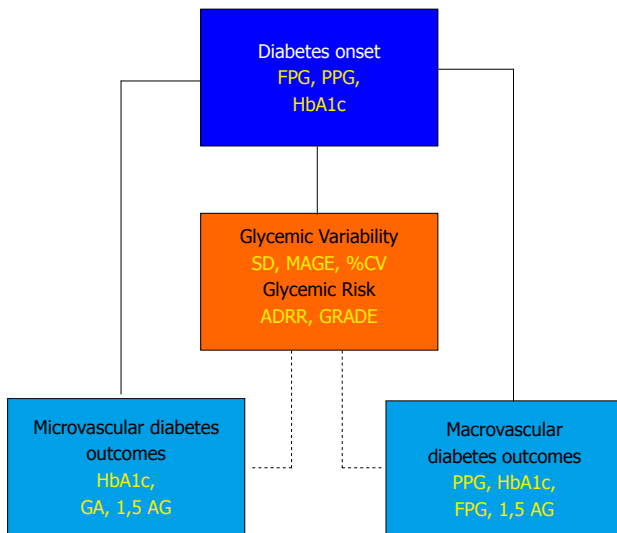 Diabetes onset
FPG, PPG,
HbA1c
Glycemic Variability
SD, MAGE, %CV
Glycemic Risk
ADRR, GRADE
Microvascular diabetes
outcomes
HbA1c,
GA, 1,5 AG
Macrovascular
diabetes outcomes
PPG, HbA1c,
FPG, 1,5 AG